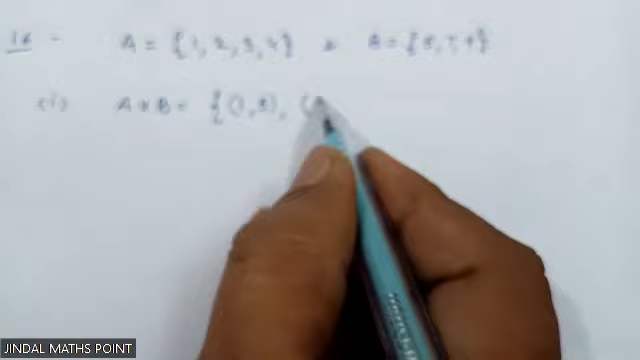 16 - A = {1, 2, 3, 4} & B = {5, 7, 9}
(i) A × B = {(1, 5), (
JINDAL MATHS POINT